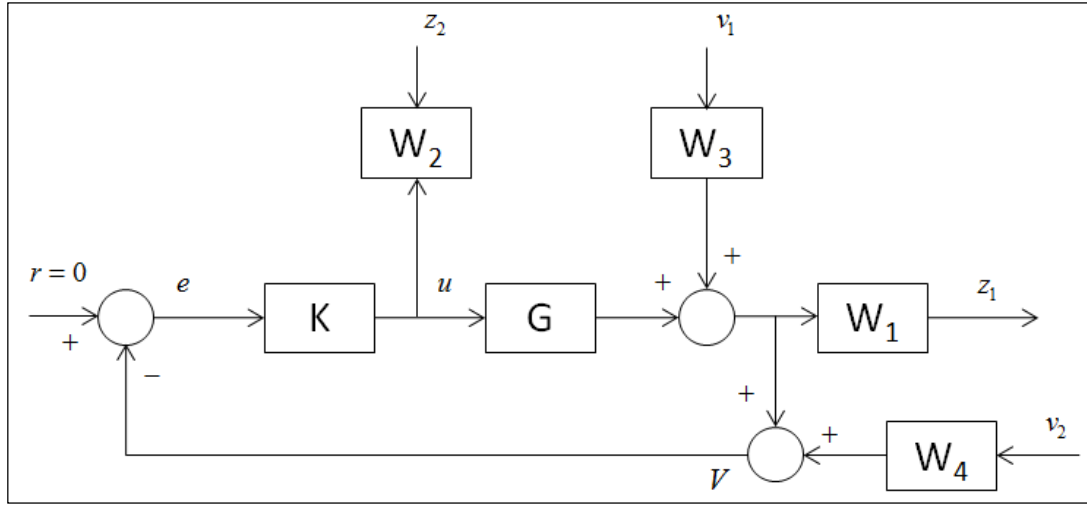 z₂
v₁
W₂
W₃
r = 0
e
u
z₁
+
K
G
+
+
W₁
−
+
+
v₂
V
W₄